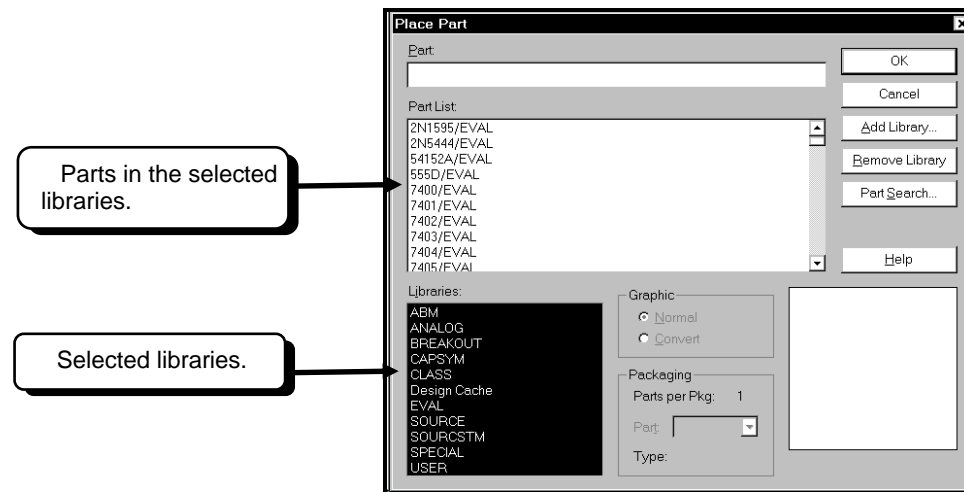 Place Part
Part:
OK
Cancel
Part List:
2N1595/EVAL
2N5444/EVAL
54152A/EVAL
555D/EVAL
7400/EVAL
7401/EVAL
7402/EVAL
7403/EVAL
7404/EVAL
7405/EVAL
Add Library...
Remove Library
Part Search...
Help
Parts in the selected
libraries.
Libraries:
ABM
ANALOG
BREAKOUT
CAPSYM
CLASS
Design Cache
EVAL
SOURCE
SOURCSTM
SPECIAL
USER
Selected libraries.
Graphic
Normal
Convert
Packaging
Parts per Pkg: 1
Part:
Type: